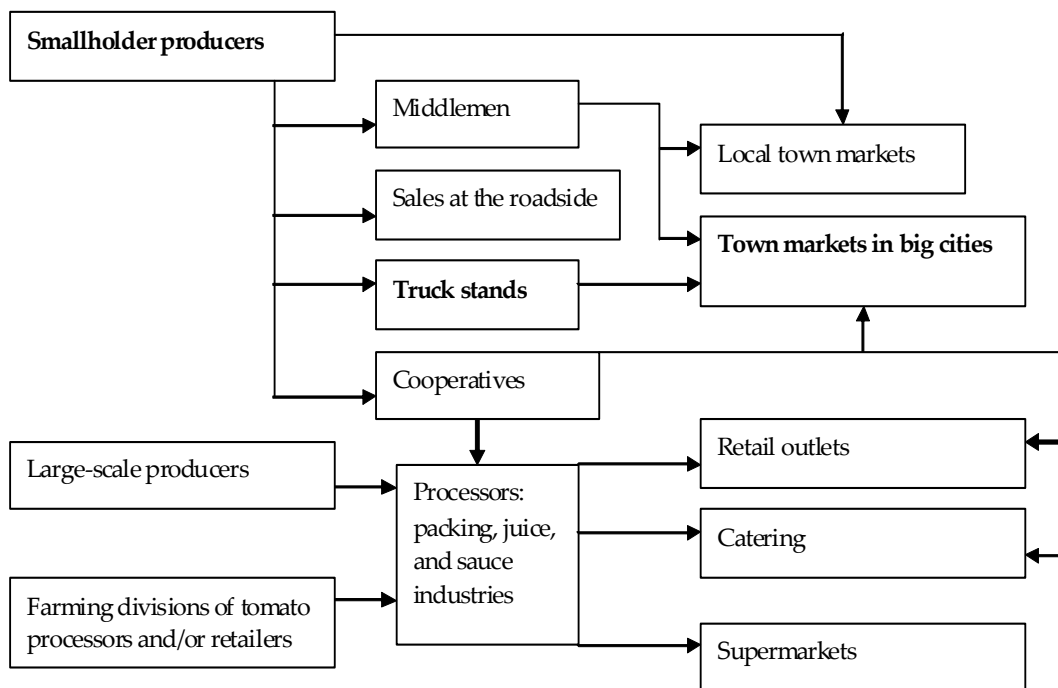 Smallholder producers
Middlemen
Local town markets
Sales at the roadside
Town markets in big cities
Truck stands
Cooperatives
Retail outlets
Large-scale producers
Processors:
packing, juice,
and sauce
industries
Catering
Farming divisions of tomato
processors and/or retailers
Supermarkets